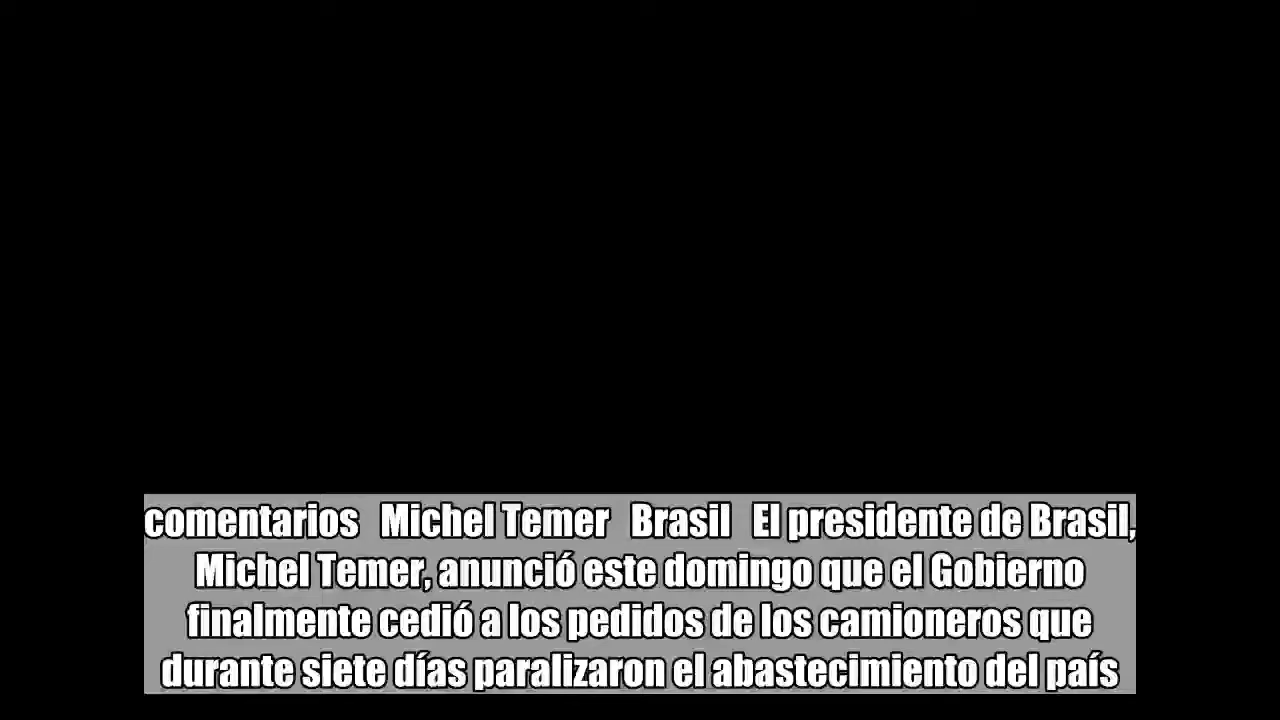 comentarios   Michel Temer   Brasil   El presidente de Brasil,
Michel Temer, anunció este domingo que el Gobierno
finalmente cedió a los pedidos de los camioneros que
durante siete días paralizaron el abastecimiento del país